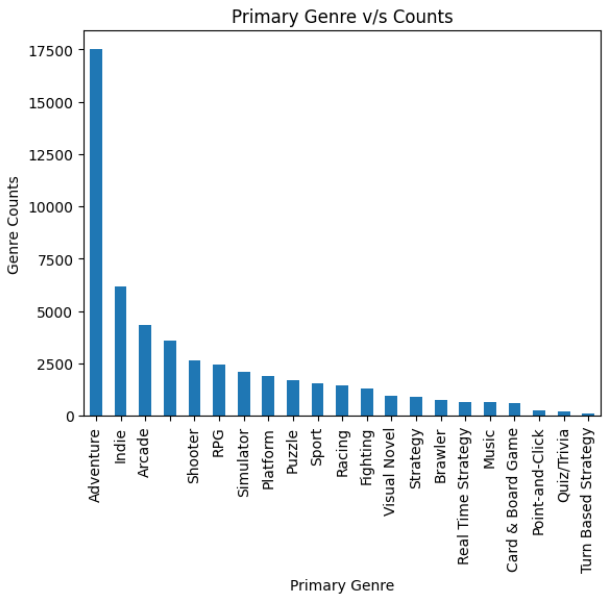 Primary Genre v/s Counts
Genre Counts
17500
15000
12500
10000
7500
5000
2500
0
Adventure
Indie
Arcade
Shooter
RPG
Simulator
Platform
Puzzle
Sport
Racing
Fighting
Visual Novel
Strategy
Brawler
Real Time Strategy
Music
Card & Board Game
Point-and-Click
Quiz/Trivia
Turn Based Strategy
Primary Genre